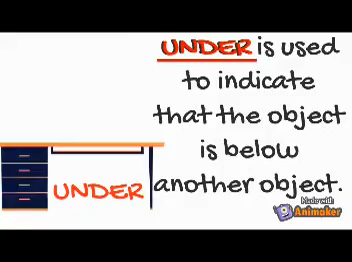 UNDER is used
to indicate
that the object
is below
another object.
UNDER
Made with
Animaker